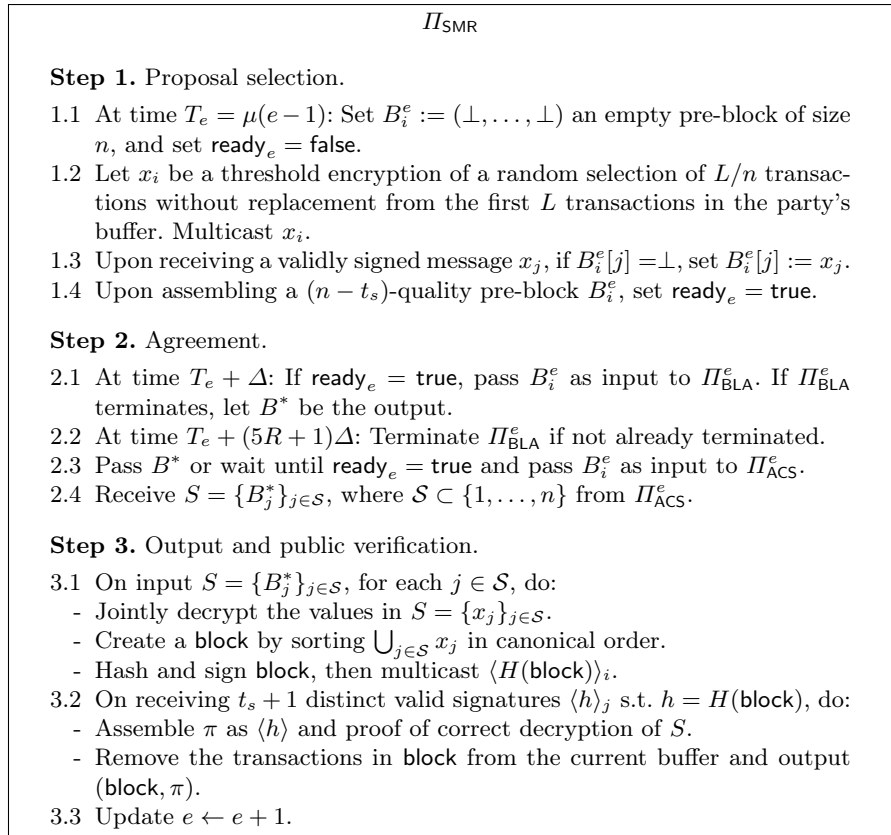 Π_SMR
Step 1. Proposal selection.
1.1 At time T_e = μ(e − 1): Set B_i^e := (⊥, . . . , ⊥) an empty pre-block of size
n, and set ready_e = false.
1.2 Let x_i be a threshold encryption of a random selection of L/n transac-
tions without replacement from the first L transactions in the party's
buffer. Multicast x_i.
1.3 Upon receiving a validly signed message x_j, if B_i^e[j] =⊥, set B_i^e[j] := x_j.
1.4 Upon assembling a (n − t_s)-quality pre-block B_i^e, set ready_e = true.
Step 2. Agreement.
2.1 At time T_e + Δ: If ready_e = true, pass B_i^e as input to Π_BLA^e. If Π_BLA^e
terminates, let B* be the output.
2.2 At time T_e + (5R + 1)Δ: Terminate Π_BLA^e if not already terminated.
2.3 Pass B* or wait until ready_e = true and pass B_i^e as input to Π_ACS^e.
2.4 Receive S = {B_j^*}_{j∈𝒮}, where 𝒮 ⊂ {1, . . . , n} from Π_ACS^e.
Step 3. Output and public verification.
3.1 On input S = {B_j^*}_{j∈𝒮}, for each j ∈ 𝒮, do:
- Jointly decrypt the values in S = {x_j}_{j∈𝒮}.
- Create a block by sorting ⋃_{j∈𝒮} x_j in canonical order.
- Hash and sign block, then multicast ⟨H(block)⟩_i.
3.2 On receiving t_s + 1 distinct valid signatures ⟨h⟩_j s.t. h = H(block), do:
- Assemble π as ⟨h⟩ and proof of correct decryption of S.
- Remove the transactions in block from the current buffer and output
(block, π).
3.3 Update e ← e + 1.